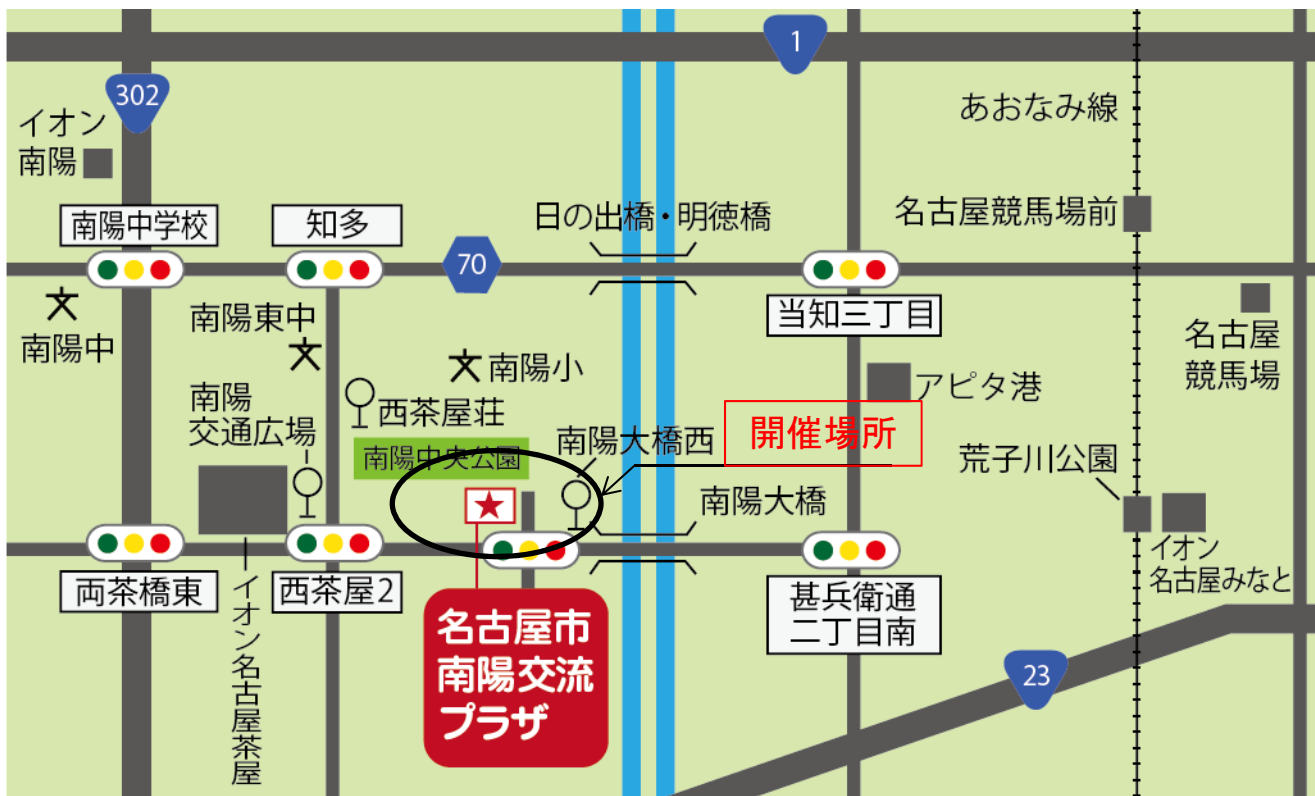 1
302
イオン
南陽
あおなみ線
南陽中学校
知多
日の出橋・明徳橋
名古屋競馬場前
70
南陽中
南陽東中
当知三丁目
名古屋
競馬場
南陽小
アピタ港
南陽
交通広場
西茶屋荘
南陽中央公園
南陽大橋西
開催場所
荒子川公園
南陽大橋
イオン
名古屋みなと
両茶橋東
イオン名古屋茶屋
西茶屋2
名古屋市
南陽交流
プラザ
甚兵衛通
二丁目南
23